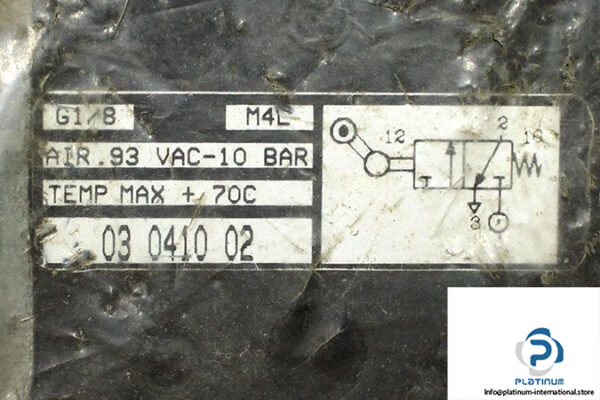 G1/8 M4L
AIR.93 VAC-10 BAR
TEMP MAX + 70C
03 0410 02
12 2
3
PLATINUM
info@platinum-international.store